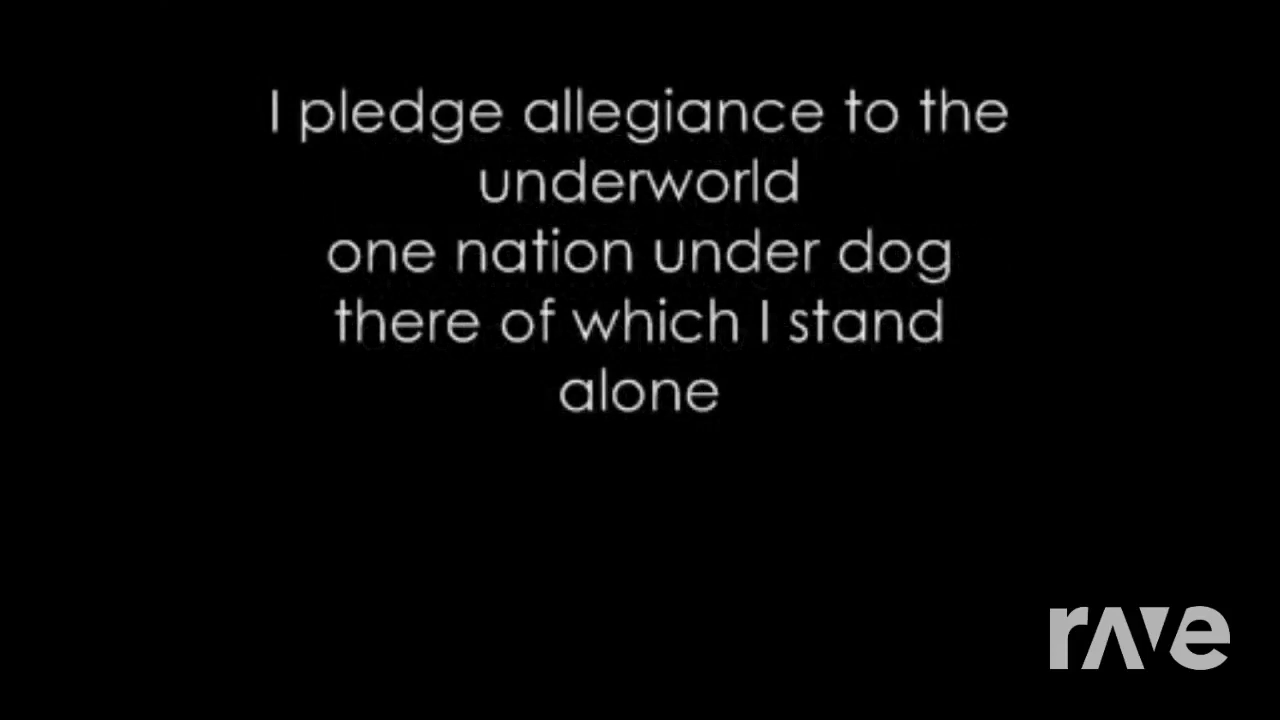 I pledge allegiance to the
underworld
one nation under dog
there of which I stand
alone
rave